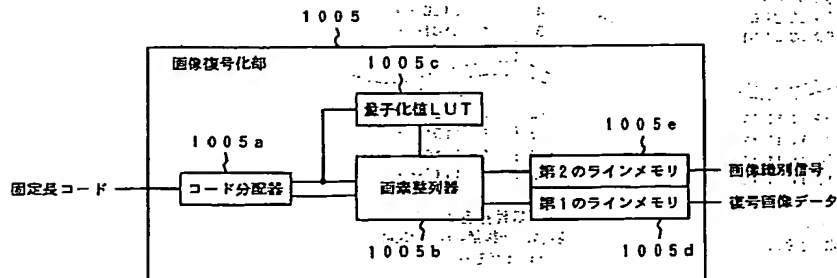 1005
画像復号化部
1005c
量子化値LUT
1005a
1005e
固定長コード
コード分配器
画素整列器
第2のラインメモリ
画像識別信号
第1のラインメモリ
復号画像データ
1005b
1005d